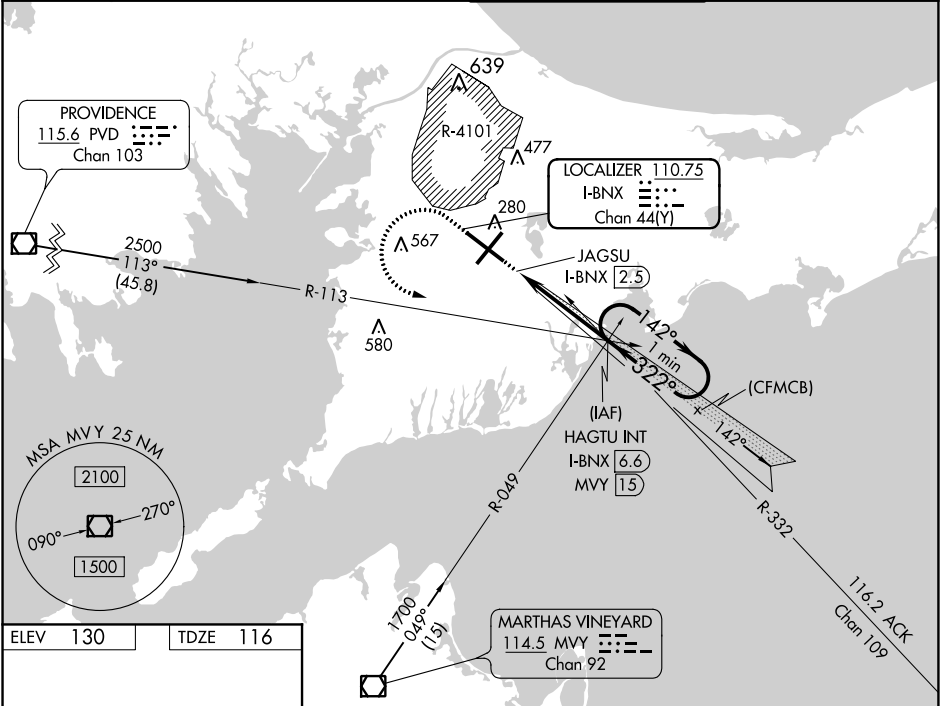 639
R-4101
477
PROVIDENCE
115.6 PVD
Chan 103
LOCALIZER 110.75
I-BNX
Chan 44(Y)
280
567
JAGSU
I-BNX 2.5
2500
113°
(45.8)
R-113
580
142°
1 min
322°
(CFMCB)
142°
(IAF)
HAGTU INT
I-BNX 6.6
MVY 15
MSA MVY 25 NM
2100
090°
270°
1500
R-049
R-332
116.2 ACK
Chan 109
1700
049°
(15)
MARTHAS VINEYARD
114.5 MVY
Chan 92
ELEV 130
TDZE 116